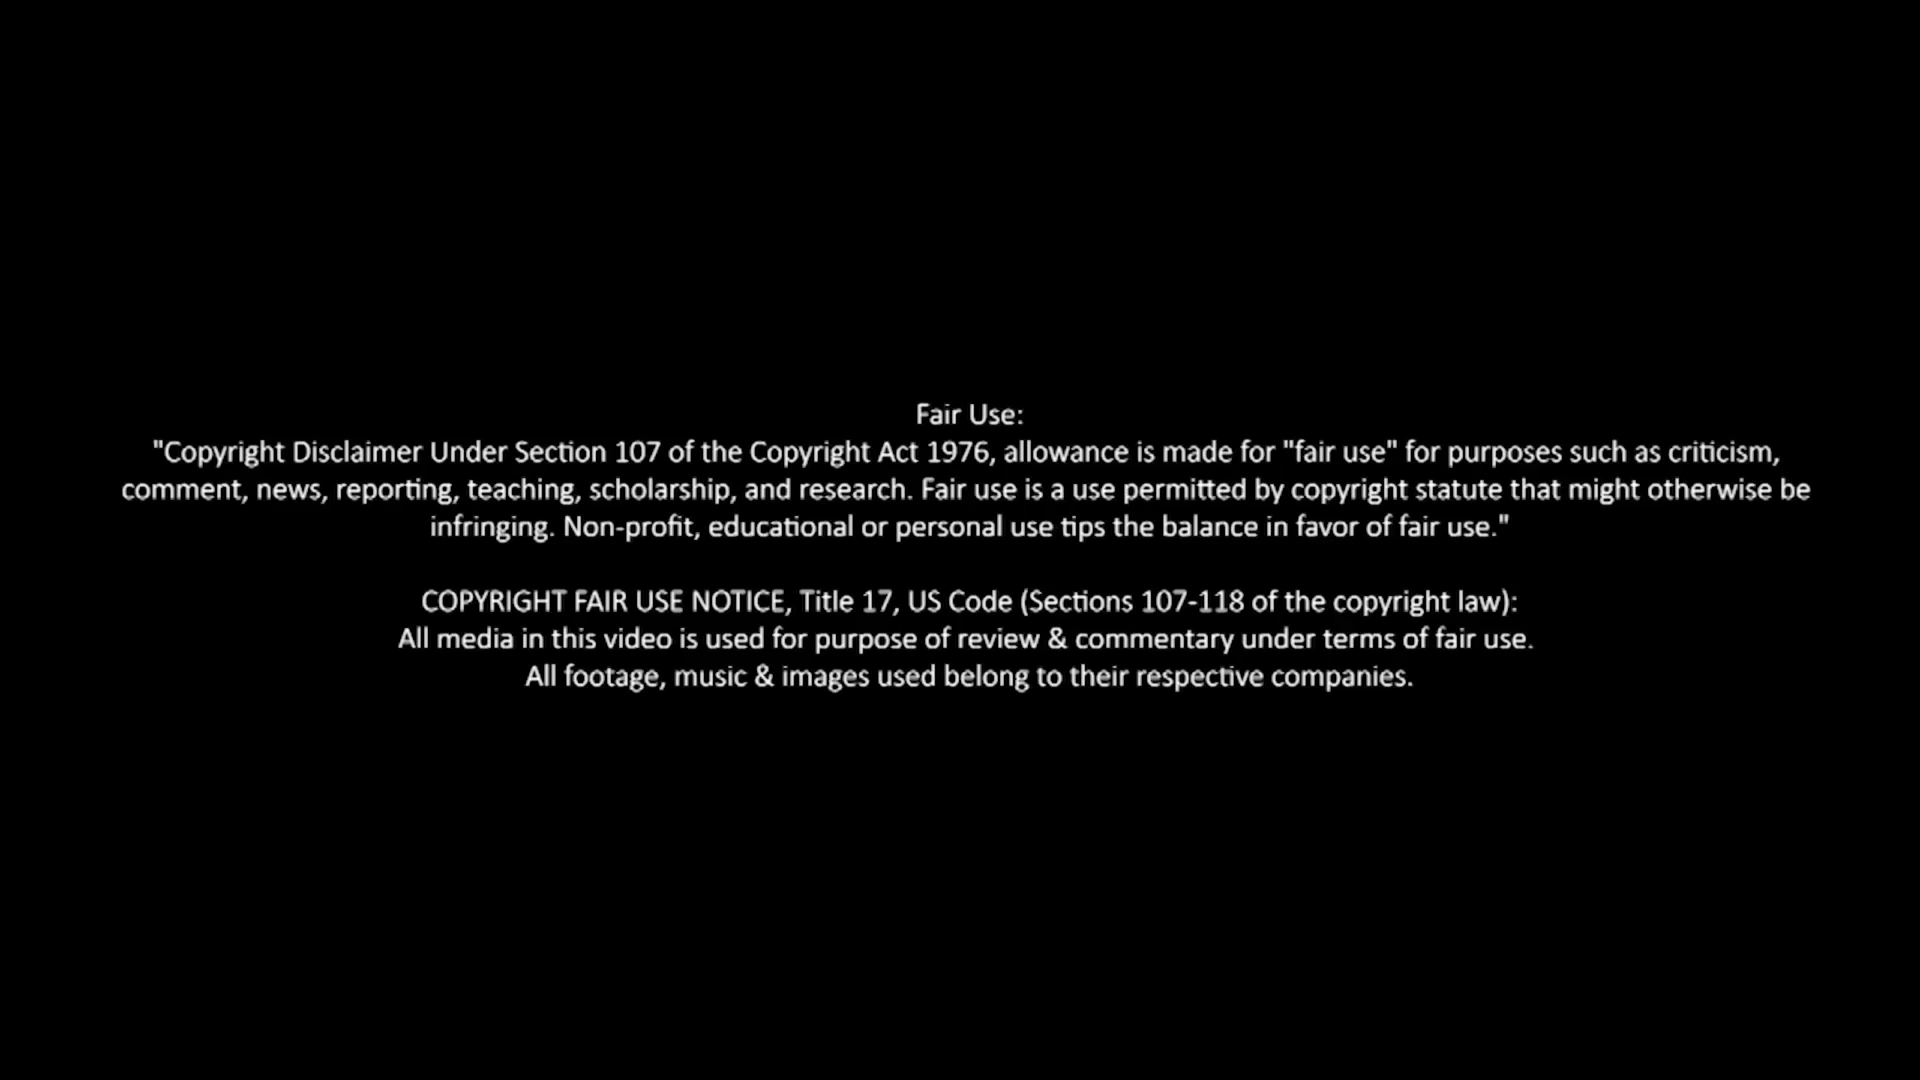 Fair Use:
"Copyright Disclaimer Under Section 107 of the Copyright Act 1976, allowance is made for "fair use" for purposes such as criticism,
comment, news, reporting, teaching, scholarship, and research. Fair use is a use permitted by copyright statute that might otherwise be
infringing. Non-profit, educational or personal use tips the balance in favor of fair use."
COPYRIGHT FAIR USE NOTICE, Title 17, US Code (Sections 107-118 of the copyright law):
All media in this video is used for purpose of review & commentary under terms of fair use.
All footage, music & images used belong to their respective companies.